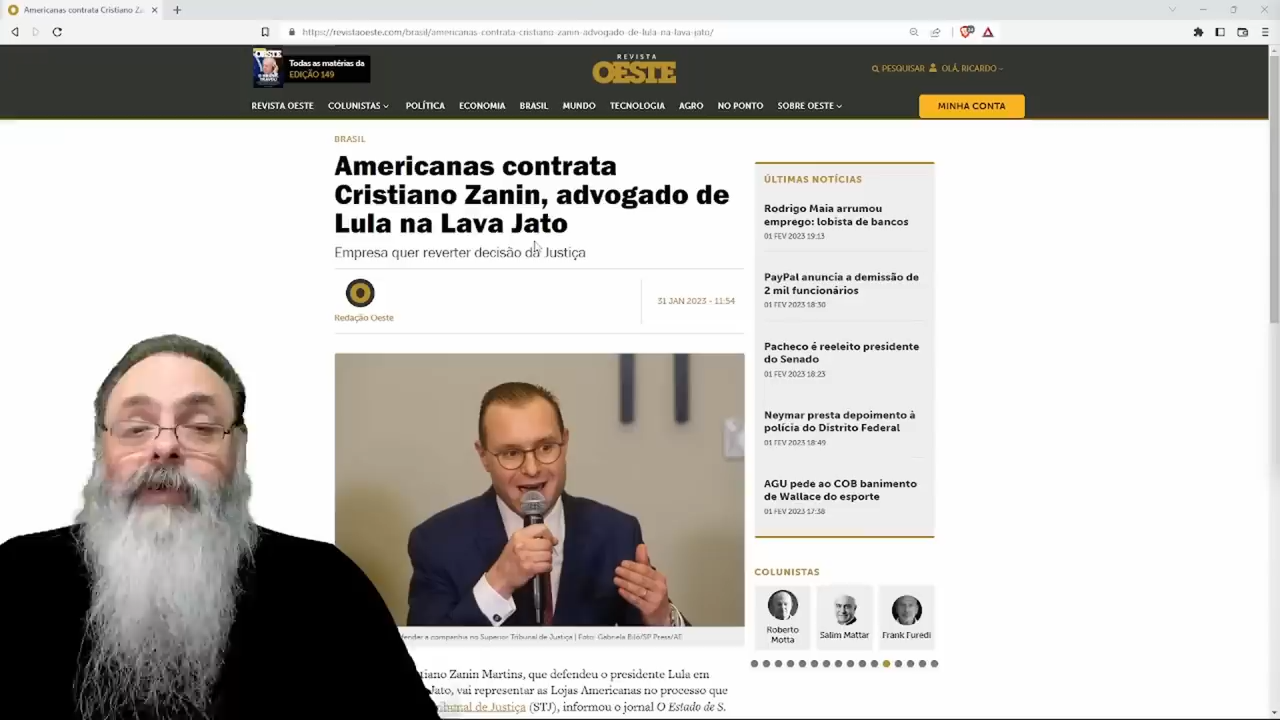 Americanas contrata Cristiano Za
https://revistaoeste.com/brasil/americanas-contrata-cristiano-zanin-advogado-de-lula-na-lava-jato/
OESTE
Todas as matérias da
EDIÇÃO 149
REVISTA
OESTE
PESQUISAR
OLÁ, RICARDO
REVISTA OESTE
COLUNISTAS
POLÍTICA
ECONOMIA
BRASIL
MUNDO
TECNOLOGIA
AGRO
NO PONTO
SOBRE OESTE
MINHA CONTA
BRASIL
Americanas contrata
Cristiano Zanin, advogado de
Lula na Lava Jato
Empresa quer reverter decisão da Justiça
Redação Oeste
31 JAN 2023 - 11:54
ender a companhia no Superior Tribunal de Justiça | Foto: Gabriela Biló/SP Press/AE
tiano Zanin Martins, que defendeu o presidente Lula em
Jato, vai representar as Lojas Americanas no processo que
bunal de Justiça (STJ), informou o jornal O Estado de S.
ÚLTIMAS NOTÍCIAS
Rodrigo Maia arrumou
emprego: lobista de bancos
01 FEV 2023 19:13
PayPal anuncia a demissão de
2 mil funcionários
01 FEV 2023 18:30
Pacheco é reeleito presidente
do Senado
01 FEV 2023 18:23
Neymar presta depoimento à
polícia do Distrito Federal
01 FEV 2023 18:49
AGU pede ao COB banimento
de Wallace do esporte
01 FEV 2023 17:38
COLUNISTAS
Roberto
Motta
Salim Mattar
Frank Furedi